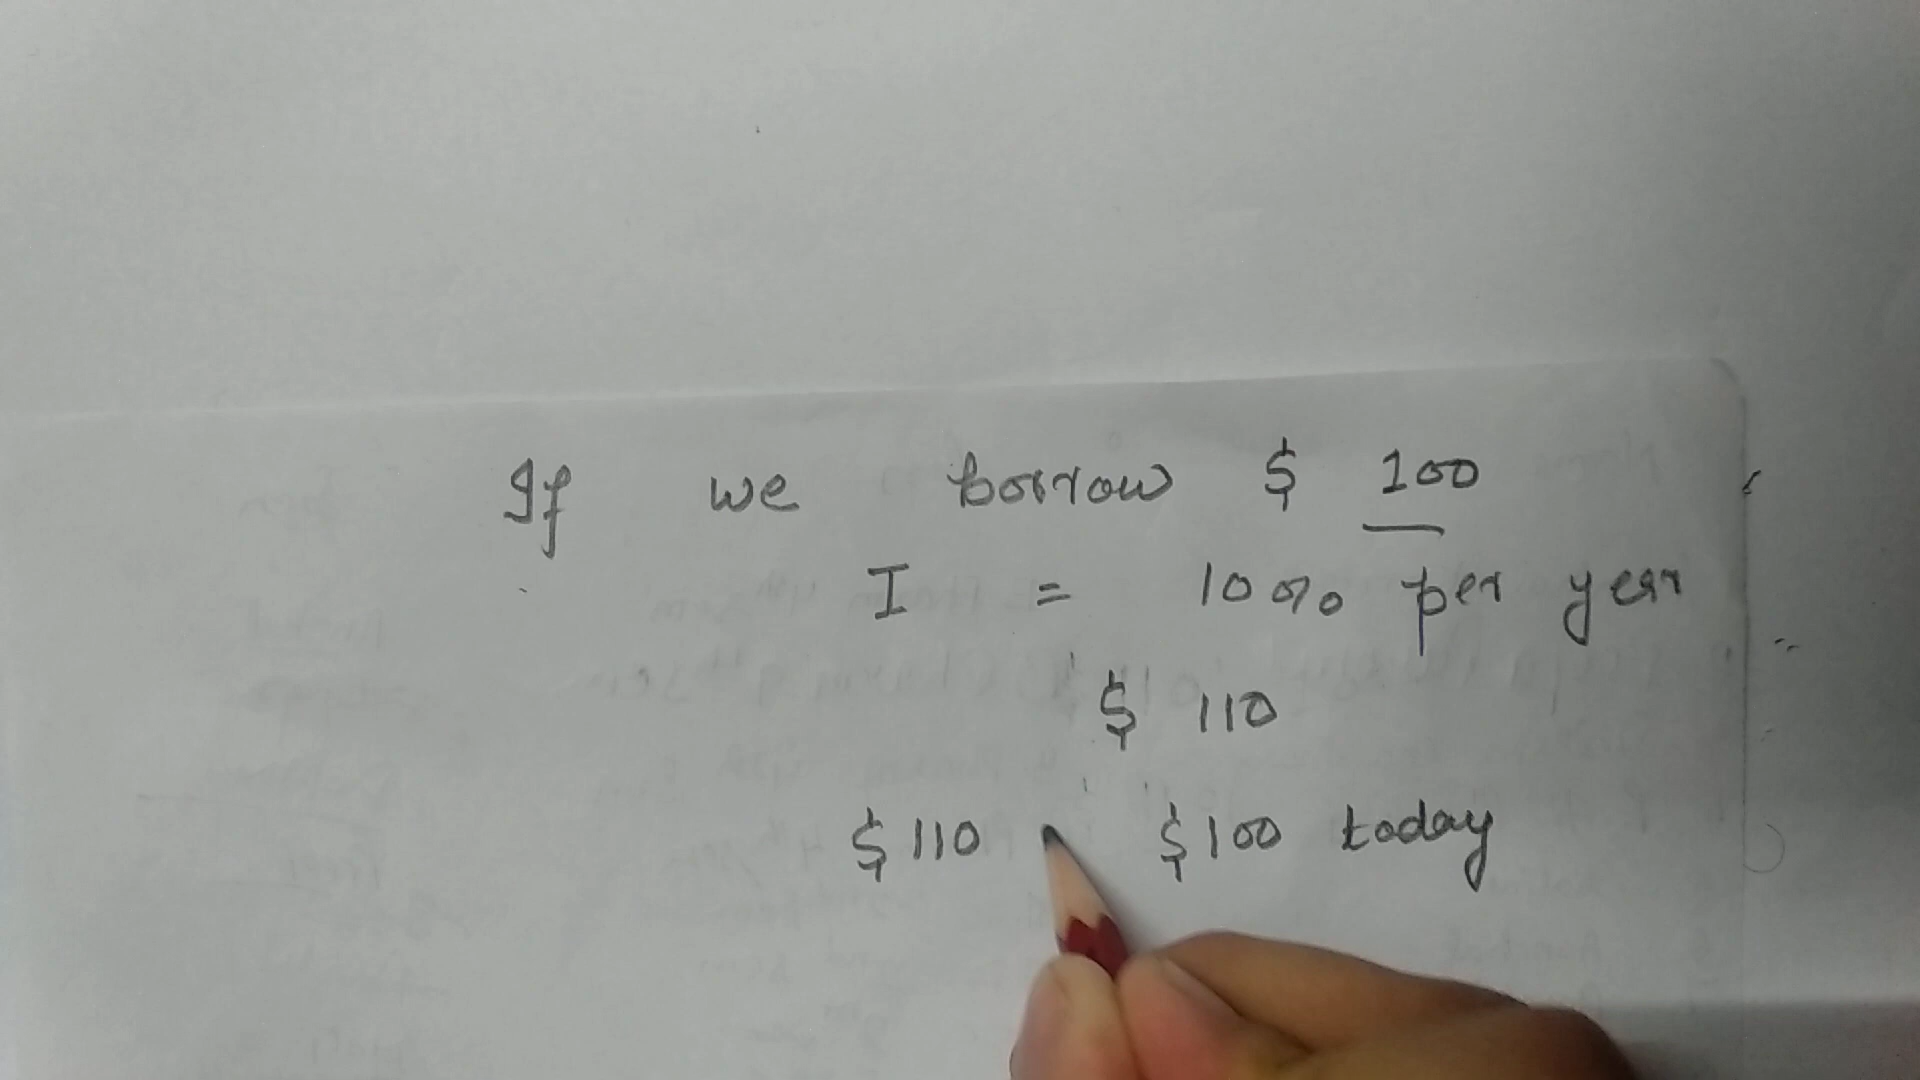 If we borrow $ 100
I = 10% per year
$ 110
$110 $100 today